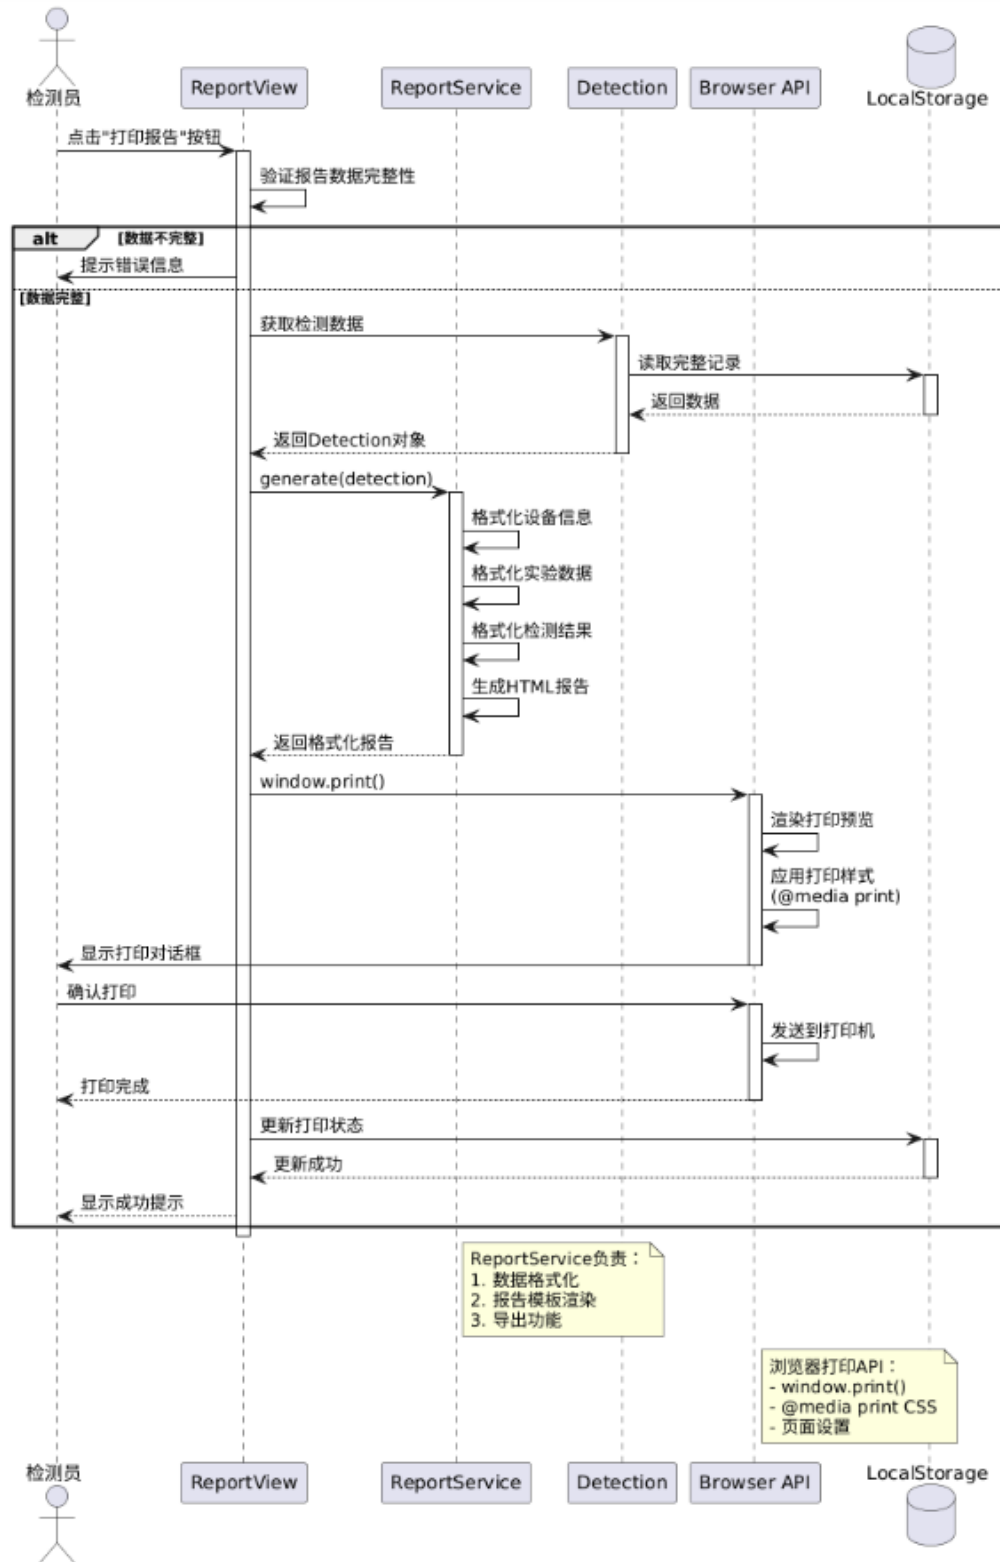 检测员
ReportView
ReportService
Detection
Browser API
LocalStorage
点击"打印报告"按钮
验证报告数据完整性
alt
[数据不完整]
提示错误信息
[数据完整]
获取检测数据
读取完整记录
返回数据
返回Detection对象
generate(detection)
格式化设备信息
格式化实验数据
格式化检测结果
生成HTML报告
返回格式化报告
window.print()
渲染打印预览
应用打印样式
(@media print)
显示打印对话框
确认打印
发送到打印机
打印完成
更新打印状态
更新成功
显示成功提示
ReportService负责：
1. 数据格式化
2. 报告模板渲染
3. 导出功能
浏览器打印API：
- window.print()
- @media print CSS
- 页面设置
检测员
ReportView
ReportService
Detection
Browser API
LocalStorage